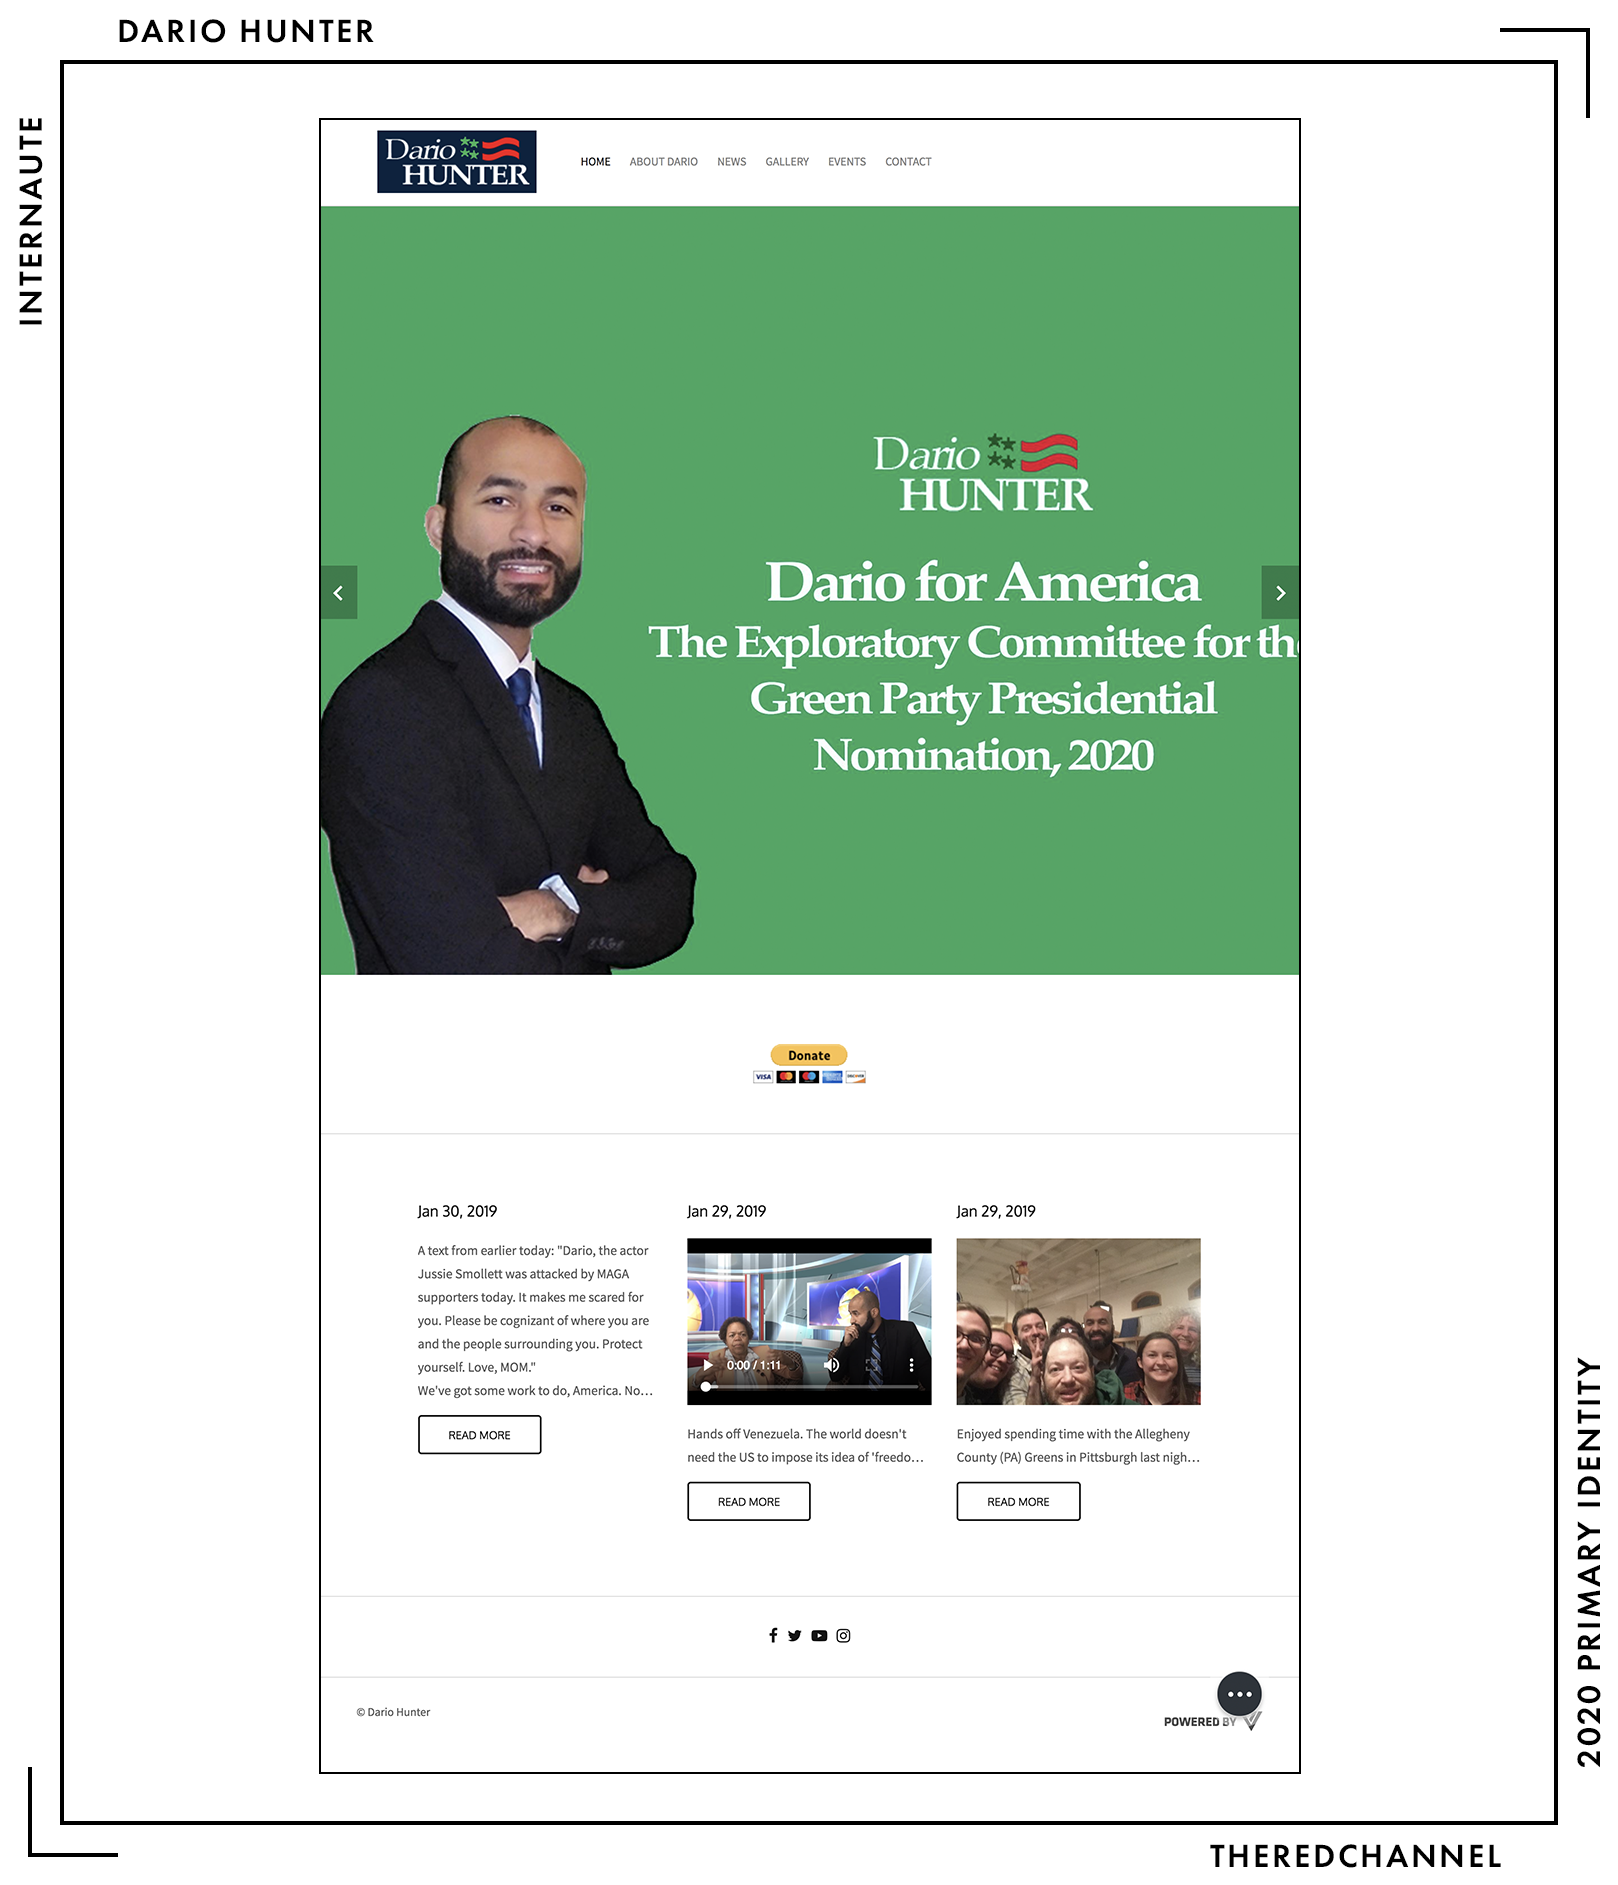 DARIO HUNTER
INTERNAUTE
Dario
HUNTER
HOME ABOUT DARIO NEWS GALLERY EVENTS CONTACT
Dario
HUNTER
Dario for America
The Exploratory Committee for the
Green Party Presidential
Nomination, 2020
Donate
VISA
DISCOVER
Jan 30, 2019
A text from earlier today: "Dario, the actor
Jussie Smollett was attacked by MAGA
supporters today. It makes me scared for
you. Please be cognizant of where you are
and the people surrounding you. Protect
yourself. Love, MOM."
We've got some work to do, America. No…
READ MORE
Jan 29, 2019
0:00 / 1:11
Hands off Venezuela. The world doesn't
need the US to impose its idea of 'freedo…
READ MORE
Jan 29, 2019
Enjoyed spending time with the Allegheny
County (PA) Greens in Pittsburgh last nigh…
READ MORE
© Dario Hunter
POWERED BY
2020 PRIMARY IDENTITY
THEREDCHANNEL